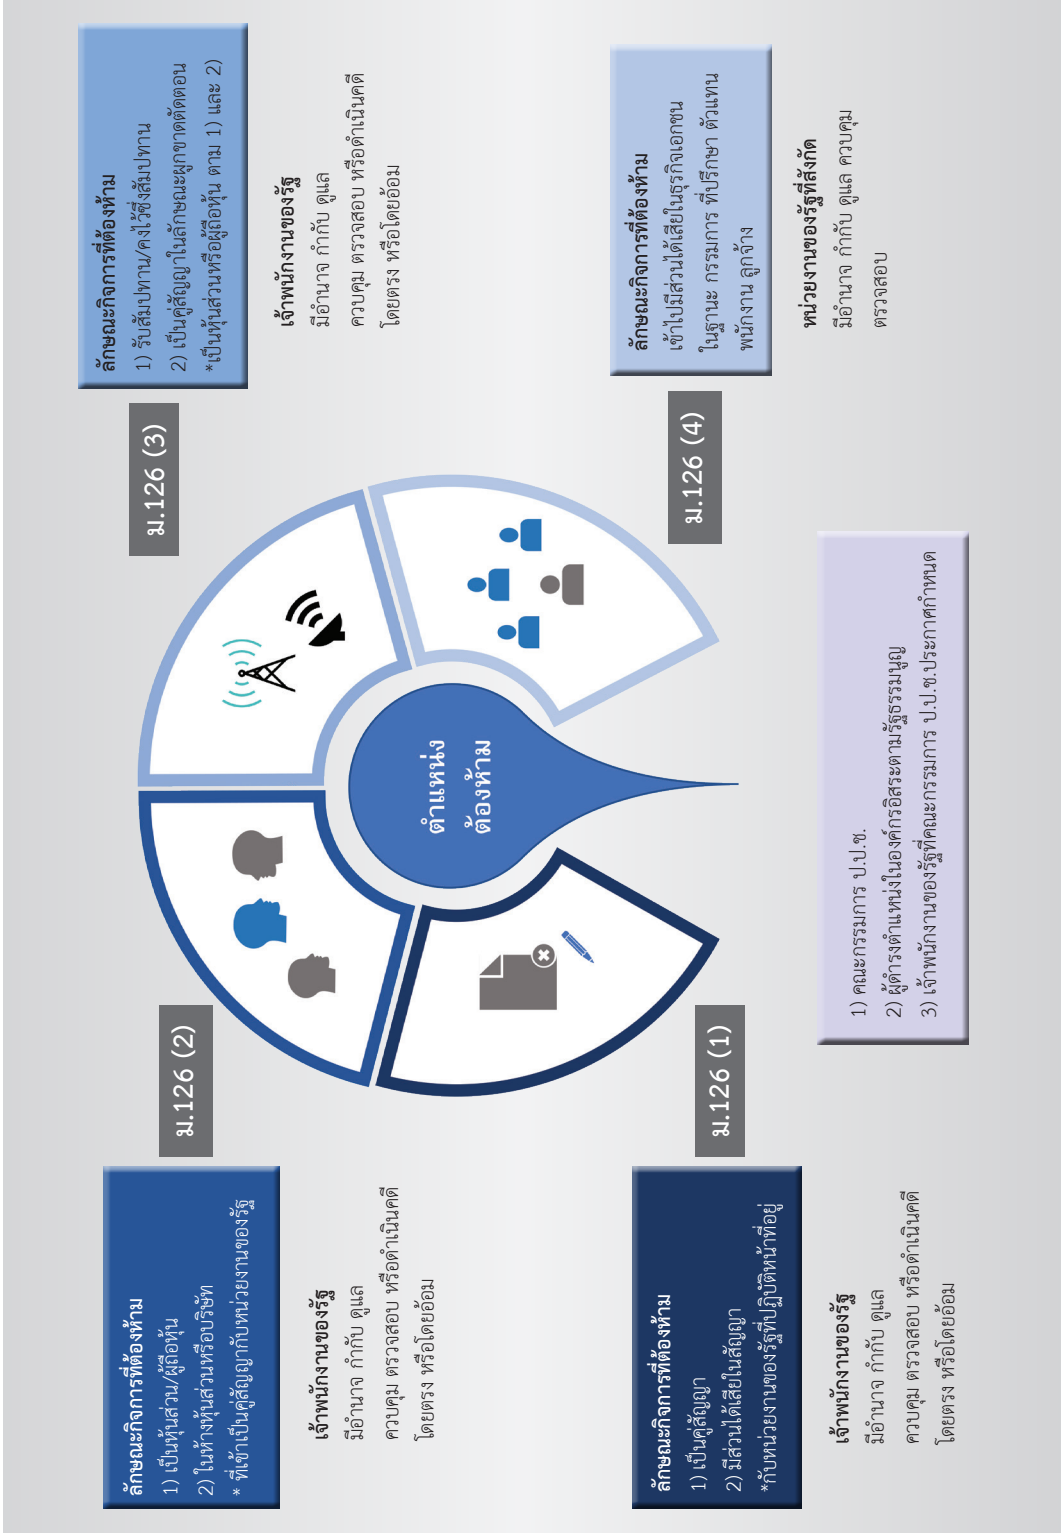 ม.126 (2)
ลักษณะกิจการที่ต้องห้าม
1) เป็นหุ้นส่วน/ผู้ถือหุ้น
2) ในห้างหุ้นส่วนหรือบริษัท
* ที่เข้าเป็นคู่สัญญากับหน่วยงานของรัฐ
เจ้าพนักงานของรัฐ
มีอำนาจ กำกับ ดูแล
ควบคุม ตรวจสอบ หรือดำเนินคดี
โดยตรง หรือโดยอ้อม
ม.126 (3)
ลักษณะกิจการที่ต้องห้าม
1) รับสัมปทาน/คงไว้ซึ่งสัมปทาน
2) เป็นคู่สัญญาในลักษณะผูกขาดตัดตอน
*เป็นหุ้นส่วนหรือผู้ถือหุ้น ตาม 1) และ 2)
เจ้าพนักงานของรัฐ
มีอำนาจ กำกับ ดูแล
ควบคุม ตรวจสอบ หรือดำเนินคดี
โดยตรง หรือโดยอ้อม
ตำแหน่ง
ต้องห้าม
ม.126 (1)
ลักษณะกิจการที่ต้องห้าม
1) เป็นคู่สัญญา
2) มีส่วนได้เสียในสัญญา
*กับหน่วยงานของรัฐที่ปฏิบัติหน้าที่อยู่
เจ้าพนักงานของรัฐ
มีอำนาจ กำกับ ดูแล
ควบคุม ตรวจสอบ หรือดำเนินคดี
โดยตรง หรือโดยอ้อม
ม.126 (4)
ลักษณะกิจการที่ต้องห้าม
เข้าไปมีส่วนได้เสียในธุรกิจเอกชน
ในฐานะ กรรมการ ที่ปรึกษา ตัวแทน
พนักงาน ลูกจ้าง
หน่วยงานของรัฐที่สังกัด
มีอำนาจ กำกับ ดูแล ควบคุม
ตรวจสอบ
1) คณะกรรมการ ป.ป.ช.
2) ผู้ดำรงตำแหน่งในองค์กรอิสระตามรัฐธรรมนูญ
3) เจ้าพนักงานของรัฐที่คณะกรรมการ ป.ป.ช.ประกาศกำหนด